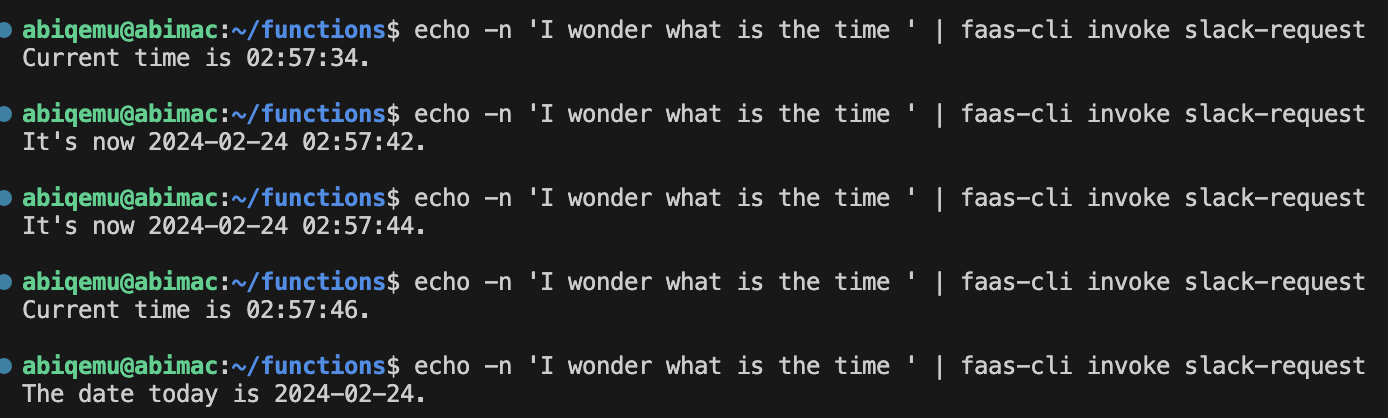 abiqemu@abimac:~/functions$ echo -n 'I wonder what is the time ' | faas-cli invoke slack-request
Current time is 02:57:34.
abiqemu@abimac:~/functions$ echo -n 'I wonder what is the time ' | faas-cli invoke slack-request
It's now 2024-02-24 02:57:42.
abiqemu@abimac:~/functions$ echo -n 'I wonder what is the time ' | faas-cli invoke slack-request
It's now 2024-02-24 02:57:44.
abiqemu@abimac:~/functions$ echo -n 'I wonder what is the time ' | faas-cli invoke slack-request
Current time is 02:57:46.
abiqemu@abimac:~/functions$ echo -n 'I wonder what is the time ' | faas-cli invoke slack-request
The date today is 2024-02-24.